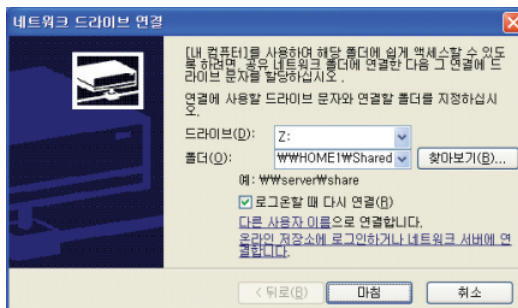 네트워크 드라이브 연결
[내 컴퓨터]를 사용하여 해당 폴더에 쉽게 액세스할 수 있도
록 하려면, 공유 네트워크 폴더에 연결한 다음 그 연결에 드
라이브 문자를 할당하십시오 .
연결에 사용할 드라이브 문자와 연결할 폴더를 지정하십시
오.
드라이브(D): Z:
폴더(O): ₩₩HOME1₩Shared 찾아보기(B)...
예: ₩₩server₩share
로그온할 때 다시 연결(R)
다른 사용자 이름으로 연결합니다.
온라인 저장소에 로그인하거나 네트워크 서버에 연
결합니다.
< 뒤로(B) 마침 취소